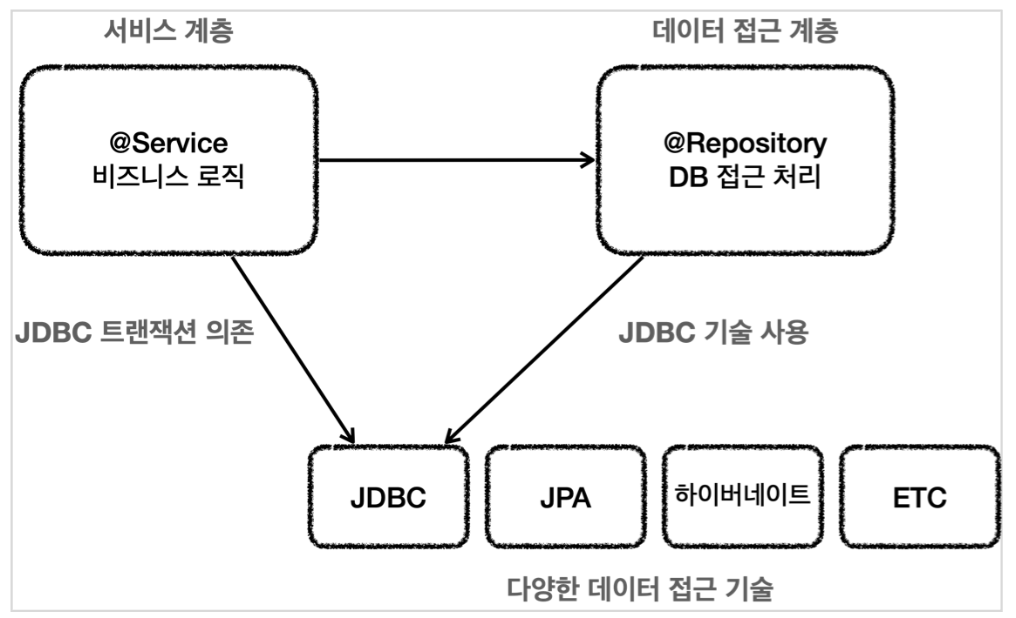 서비스 계층
데이터 접근 계층
@Service
비즈니스 로직
@Repository
DB 접근 처리
JDBC 트랜잭션 의존
JDBC 기술 사용
JDBC
JPA
하이버네이트
ETC
다양한 데이터 접근 기술